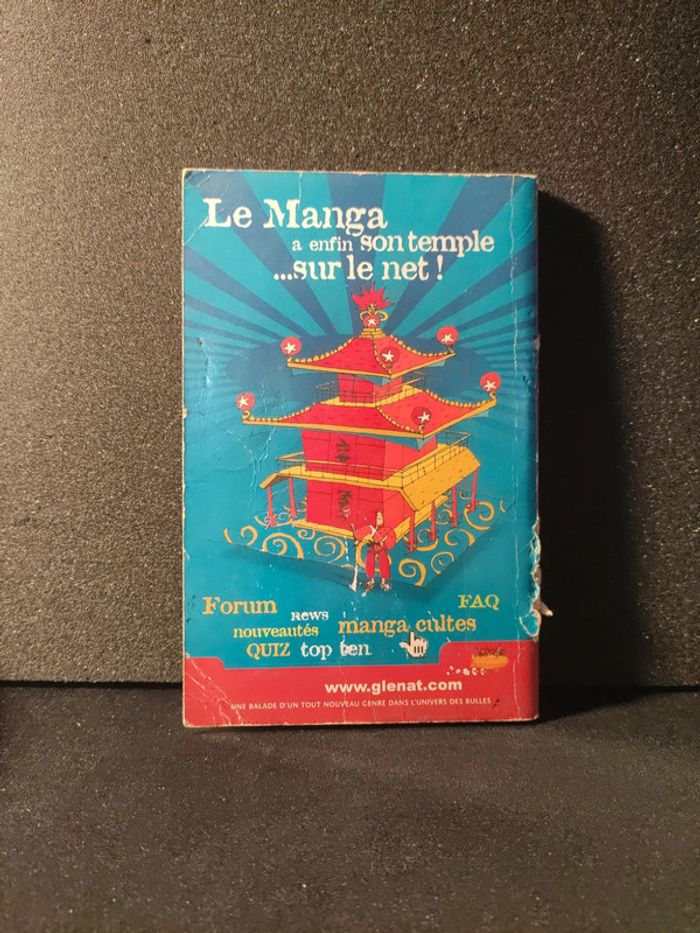 Le Manga
a enfin son temple
...sur le net !
Forum
news
FAQ
nouveautés
manga cultes
QUIZ top ten
www.glenat.com
UNE BALADE D'UN TOUT NOUVEAU GENRE DANS L'UNIVERS DES BULLES